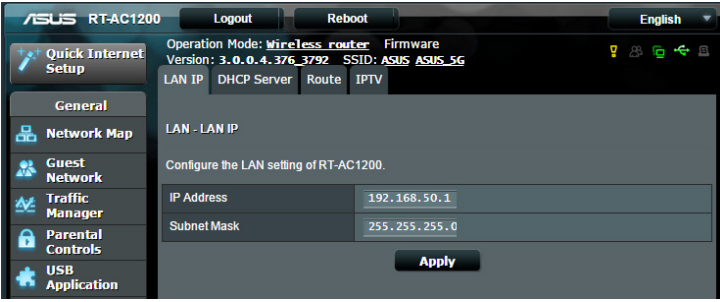 ASUS RT-AC1200 Logout Reboot English
Quick Internet Setup
Operation Mode: Wireless router Firmware
Version: 3.0.0.4.376_3792 SSID: ASUS ASUS_5G
LAN IP DHCP Server Route IPTV
General
Network Map
Guest Network
Traffic Manager
Parental Controls
USB Application
LAN - LAN IP
Configure the LAN setting of RT-AC1200.
IP Address 192.168.50.1
Subnet Mask 255.255.255.0
Apply